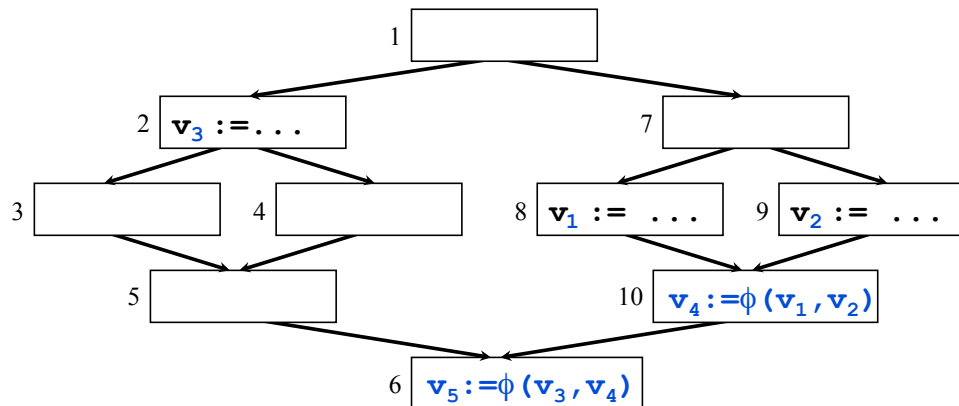 1
2 v₃ :=...
7
3
4
8 v₁ := ...
9 v₂ := ...
5
10 v₄:=ϕ(v₁,v₂)
6 v₅:=ϕ(v₃,v₄)